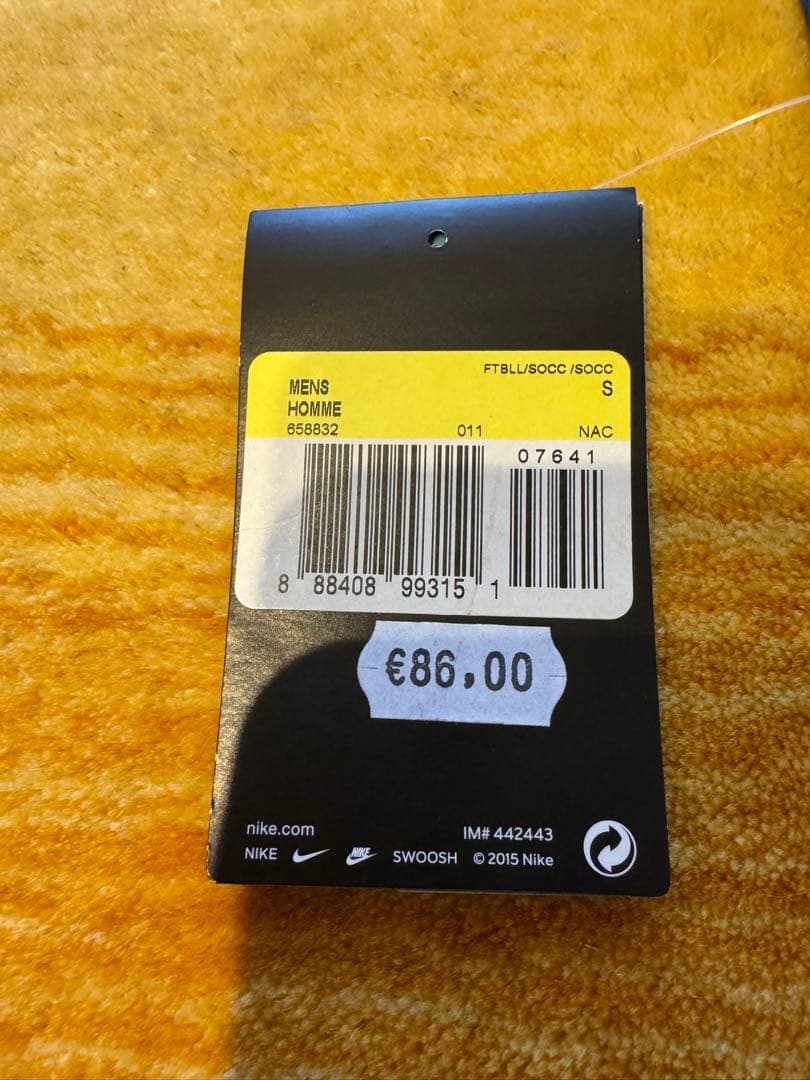 FTBLL/SOCC /SOCC
MENS S
HOMME
658832 011 NAC
07641
8 88408 99315 1
€86,00
nike.com IM# 442443
NIKE NIKE SWOOSH © 2015 Nike